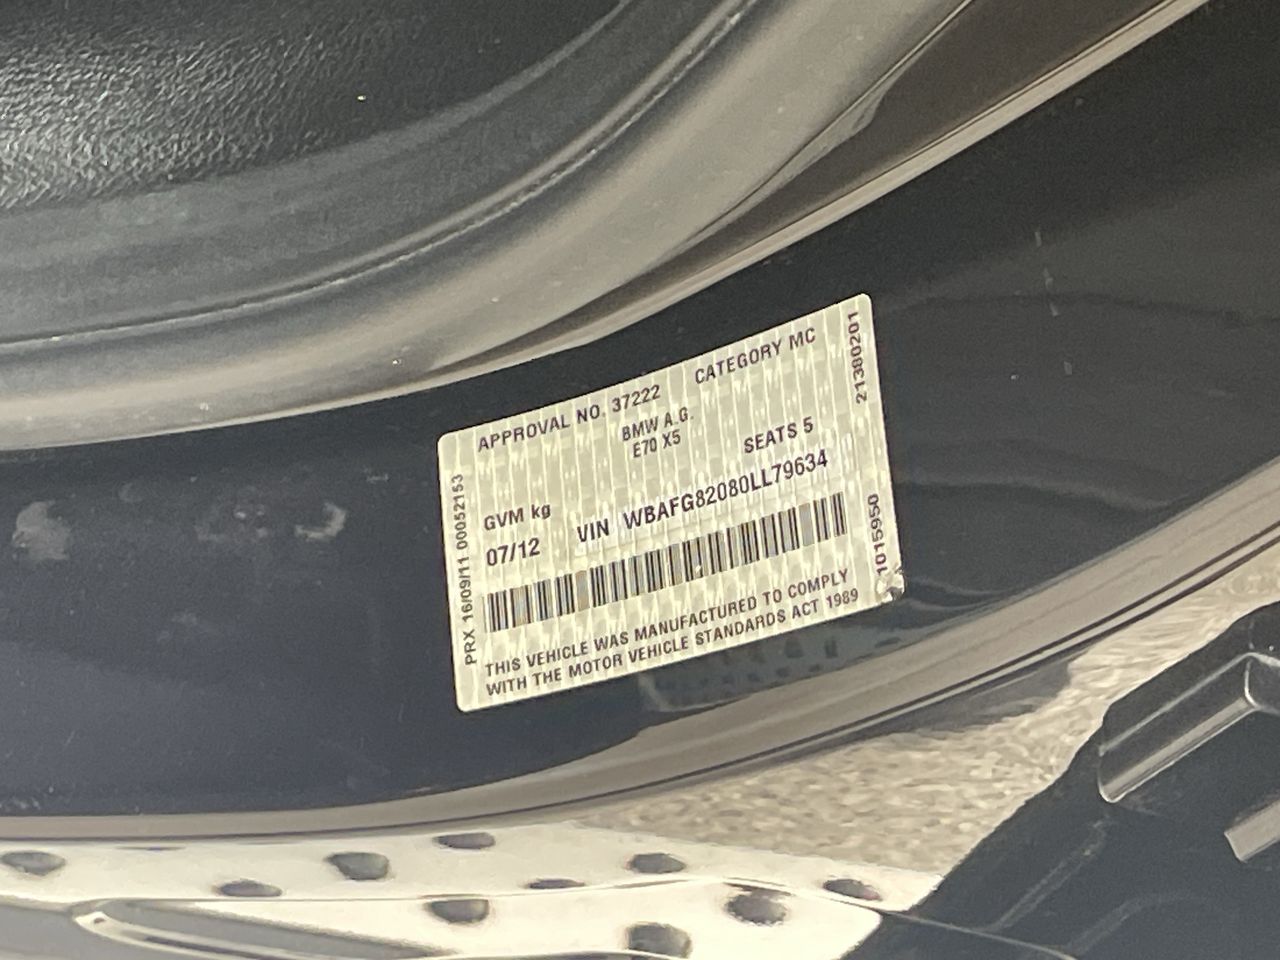 APPROVAL NO. 37222 CATEGORY MC
BMW A.G.
E70 X5
SEATS 5
GVM kg
07/12 VIN WBAFG82080LL79634
THIS VEHICLE WAS MANUFACTURED TO COMPLY
WITH THE MOTOR VEHICLE STANDARDS ACT 1989
PRX 16/09/11 00052153
1015950 21380201